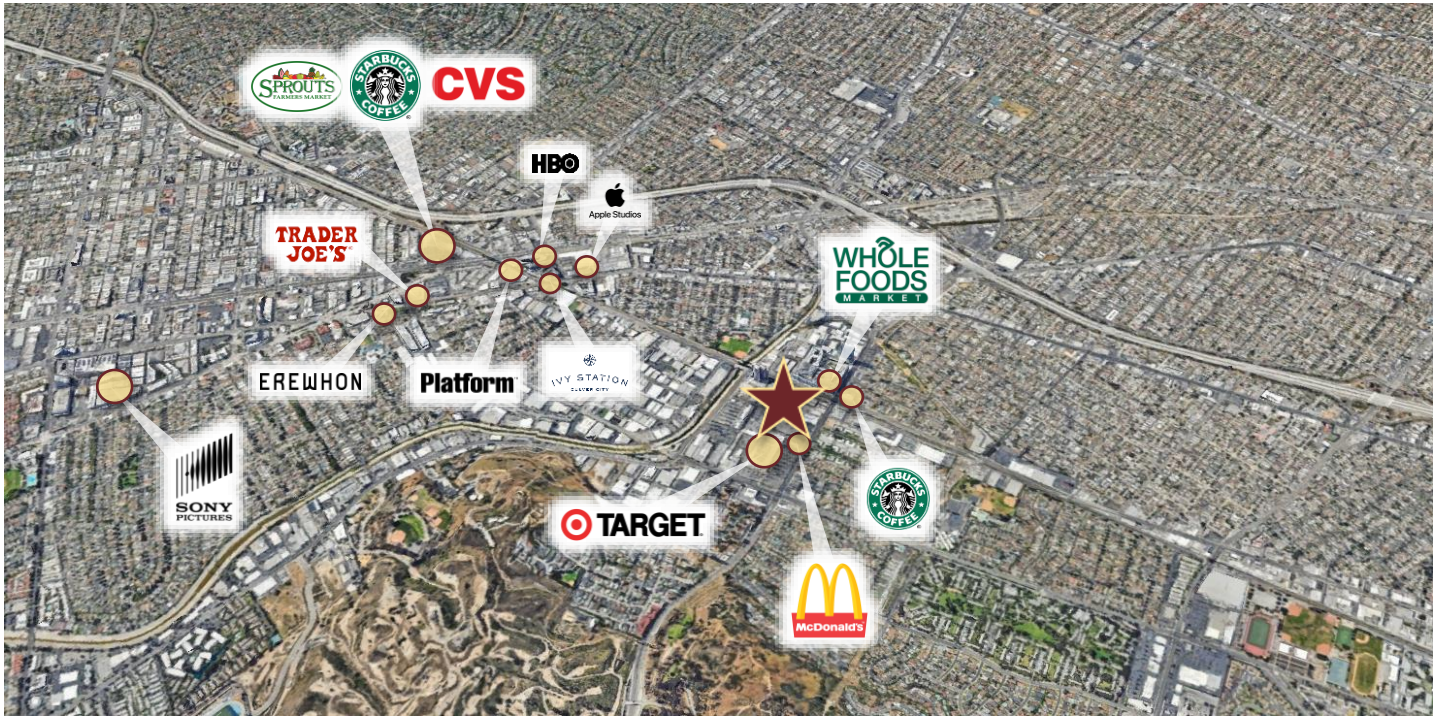 SPROUTS
FARMERS MARKET
STARBUCKS
COFFEE
CVS
HBO
Apple Studios
TRADER
JOE'S
WHOLE
FOODS
MARKET
EREWHON
Platform
IVY STATION
CULVER CITY
SONY
PICTURES
TARGET
STARBUCKS
COFFEE
McDonald's